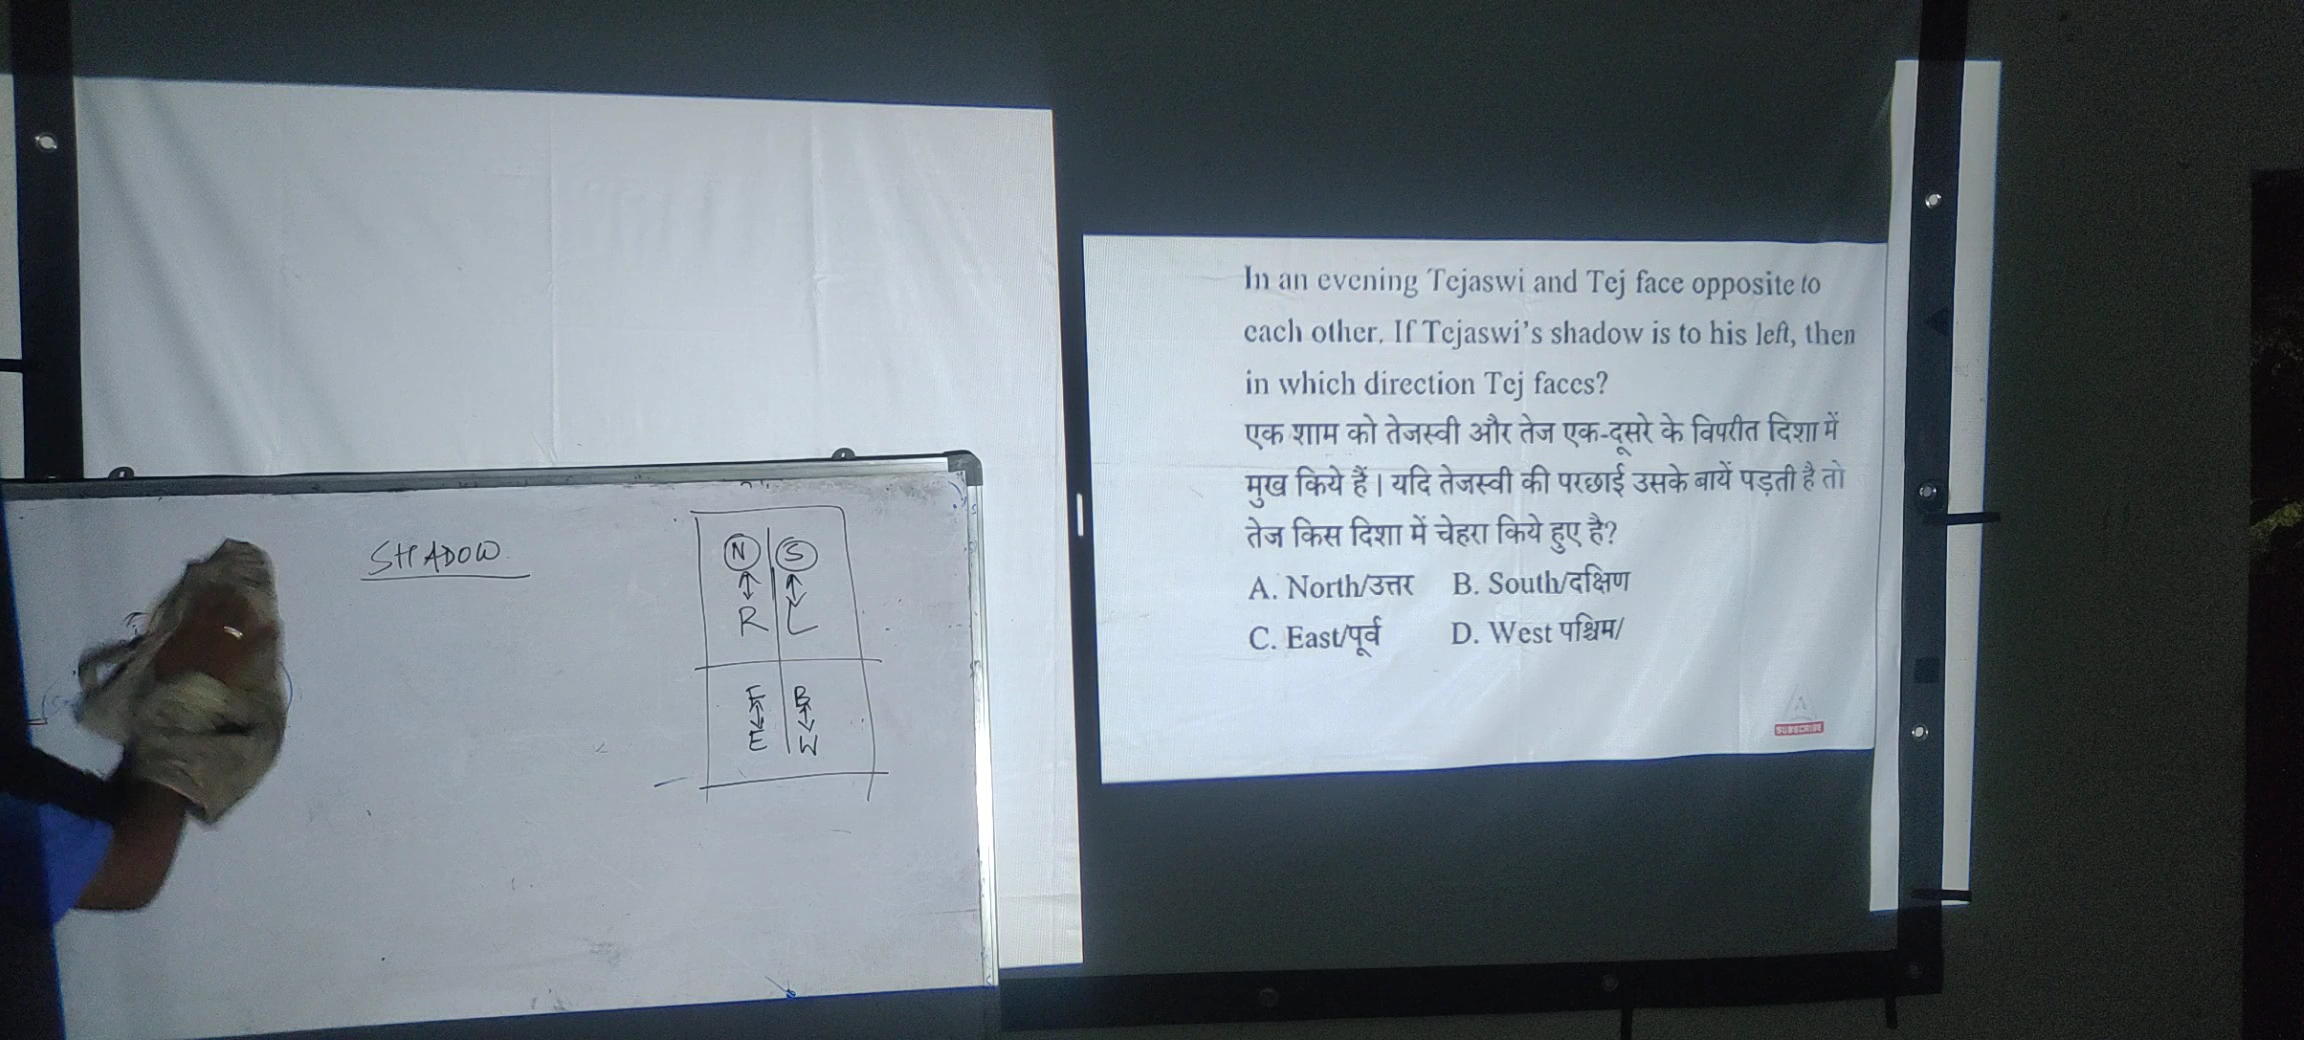 SHADOW
N S
R L
F B
E W
In an evening Tejaswi and Tej face opposite to
each other. If Tejaswi's shadow is to his left, then
in which direction Tej faces?
एक शाम को तेजस्वी और तेज एक-दूसरे के विपरीत दिशा में
मुख किये हैं। यदि तेजस्वी की परछाई उसके बायें पड़ती है तो
तेज किस दिशा में चेहरा किये हुए है?
A. North/उत्तर B. South/दक्षिण
C. East/पूर्व D. West पश्चिम/
SUBSCRIBE